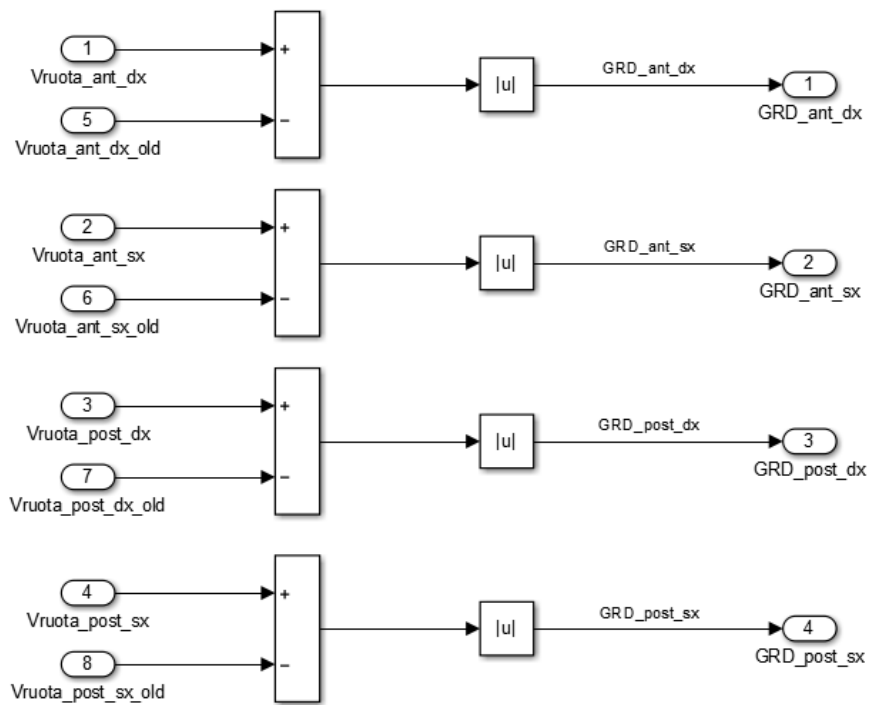 1
Vruota_ant_dx
+
5
Vruota_ant_dx_old
−
|u|
GRD_ant_dx
1
GRD_ant_dx
2
Vruota_ant_sx
+
6
Vruota_ant_sx_old
−
|u|
GRD_ant_sx
2
GRD_ant_sx
3
Vruota_post_dx
+
7
Vruota_post_dx_old
−
|u|
GRD_post_dx
3
GRD_post_dx
4
Vruota_post_sx
+
8
Vruota_post_sx_old
−
|u|
GRD_post_sx
4
GRD_post_sx